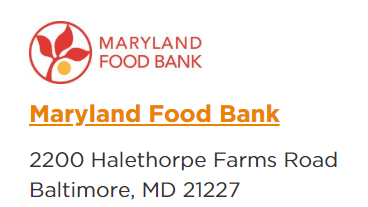 MARYLAND
FOOD BANK
Maryland Food Bank
2200 Halethorpe Farms Road
Baltimore, MD 21227